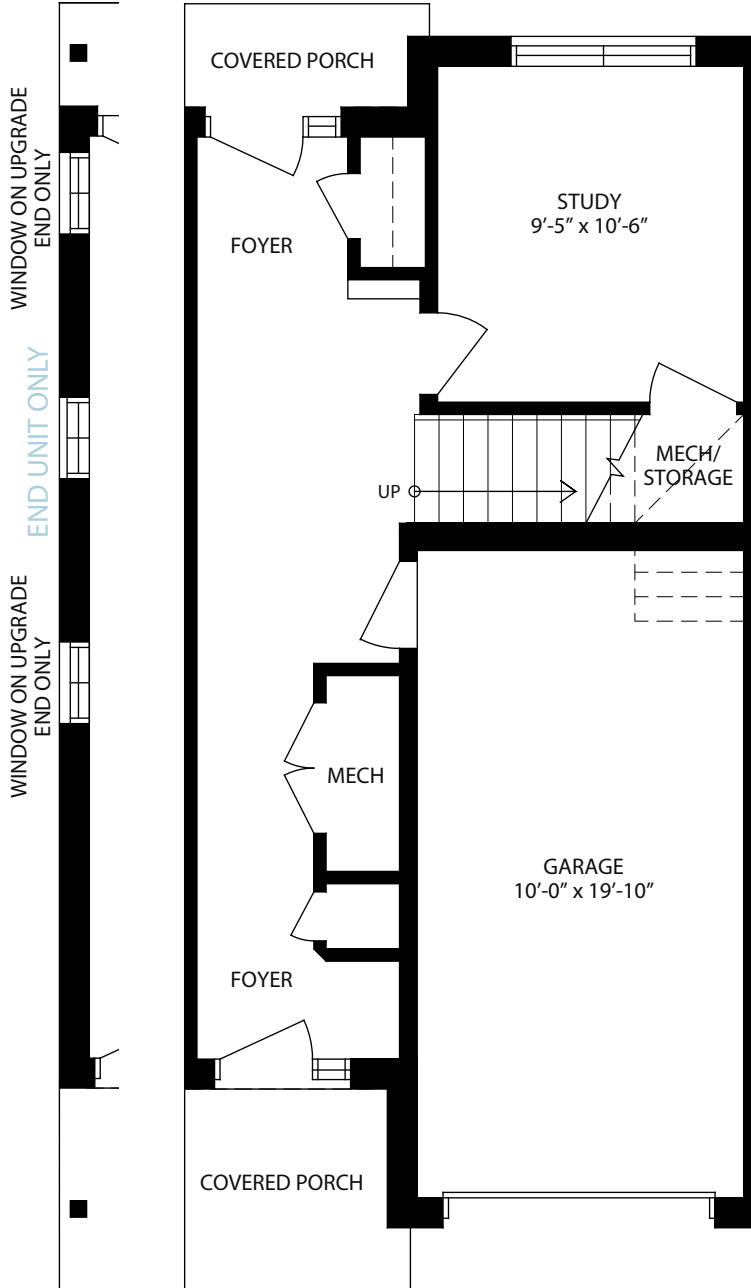 COVERED PORCH
WINDOW ON UPGRADE
END ONLY
STUDY
9'-5” x 10'-6”
FOYER
END UNIT ONLY
MECH/
STORAGE
UP
WINDOW ON UPGRADE
END ONLY
MECH
GARAGE
10'-0” x 19'-10”
FOYER
COVERED PORCH